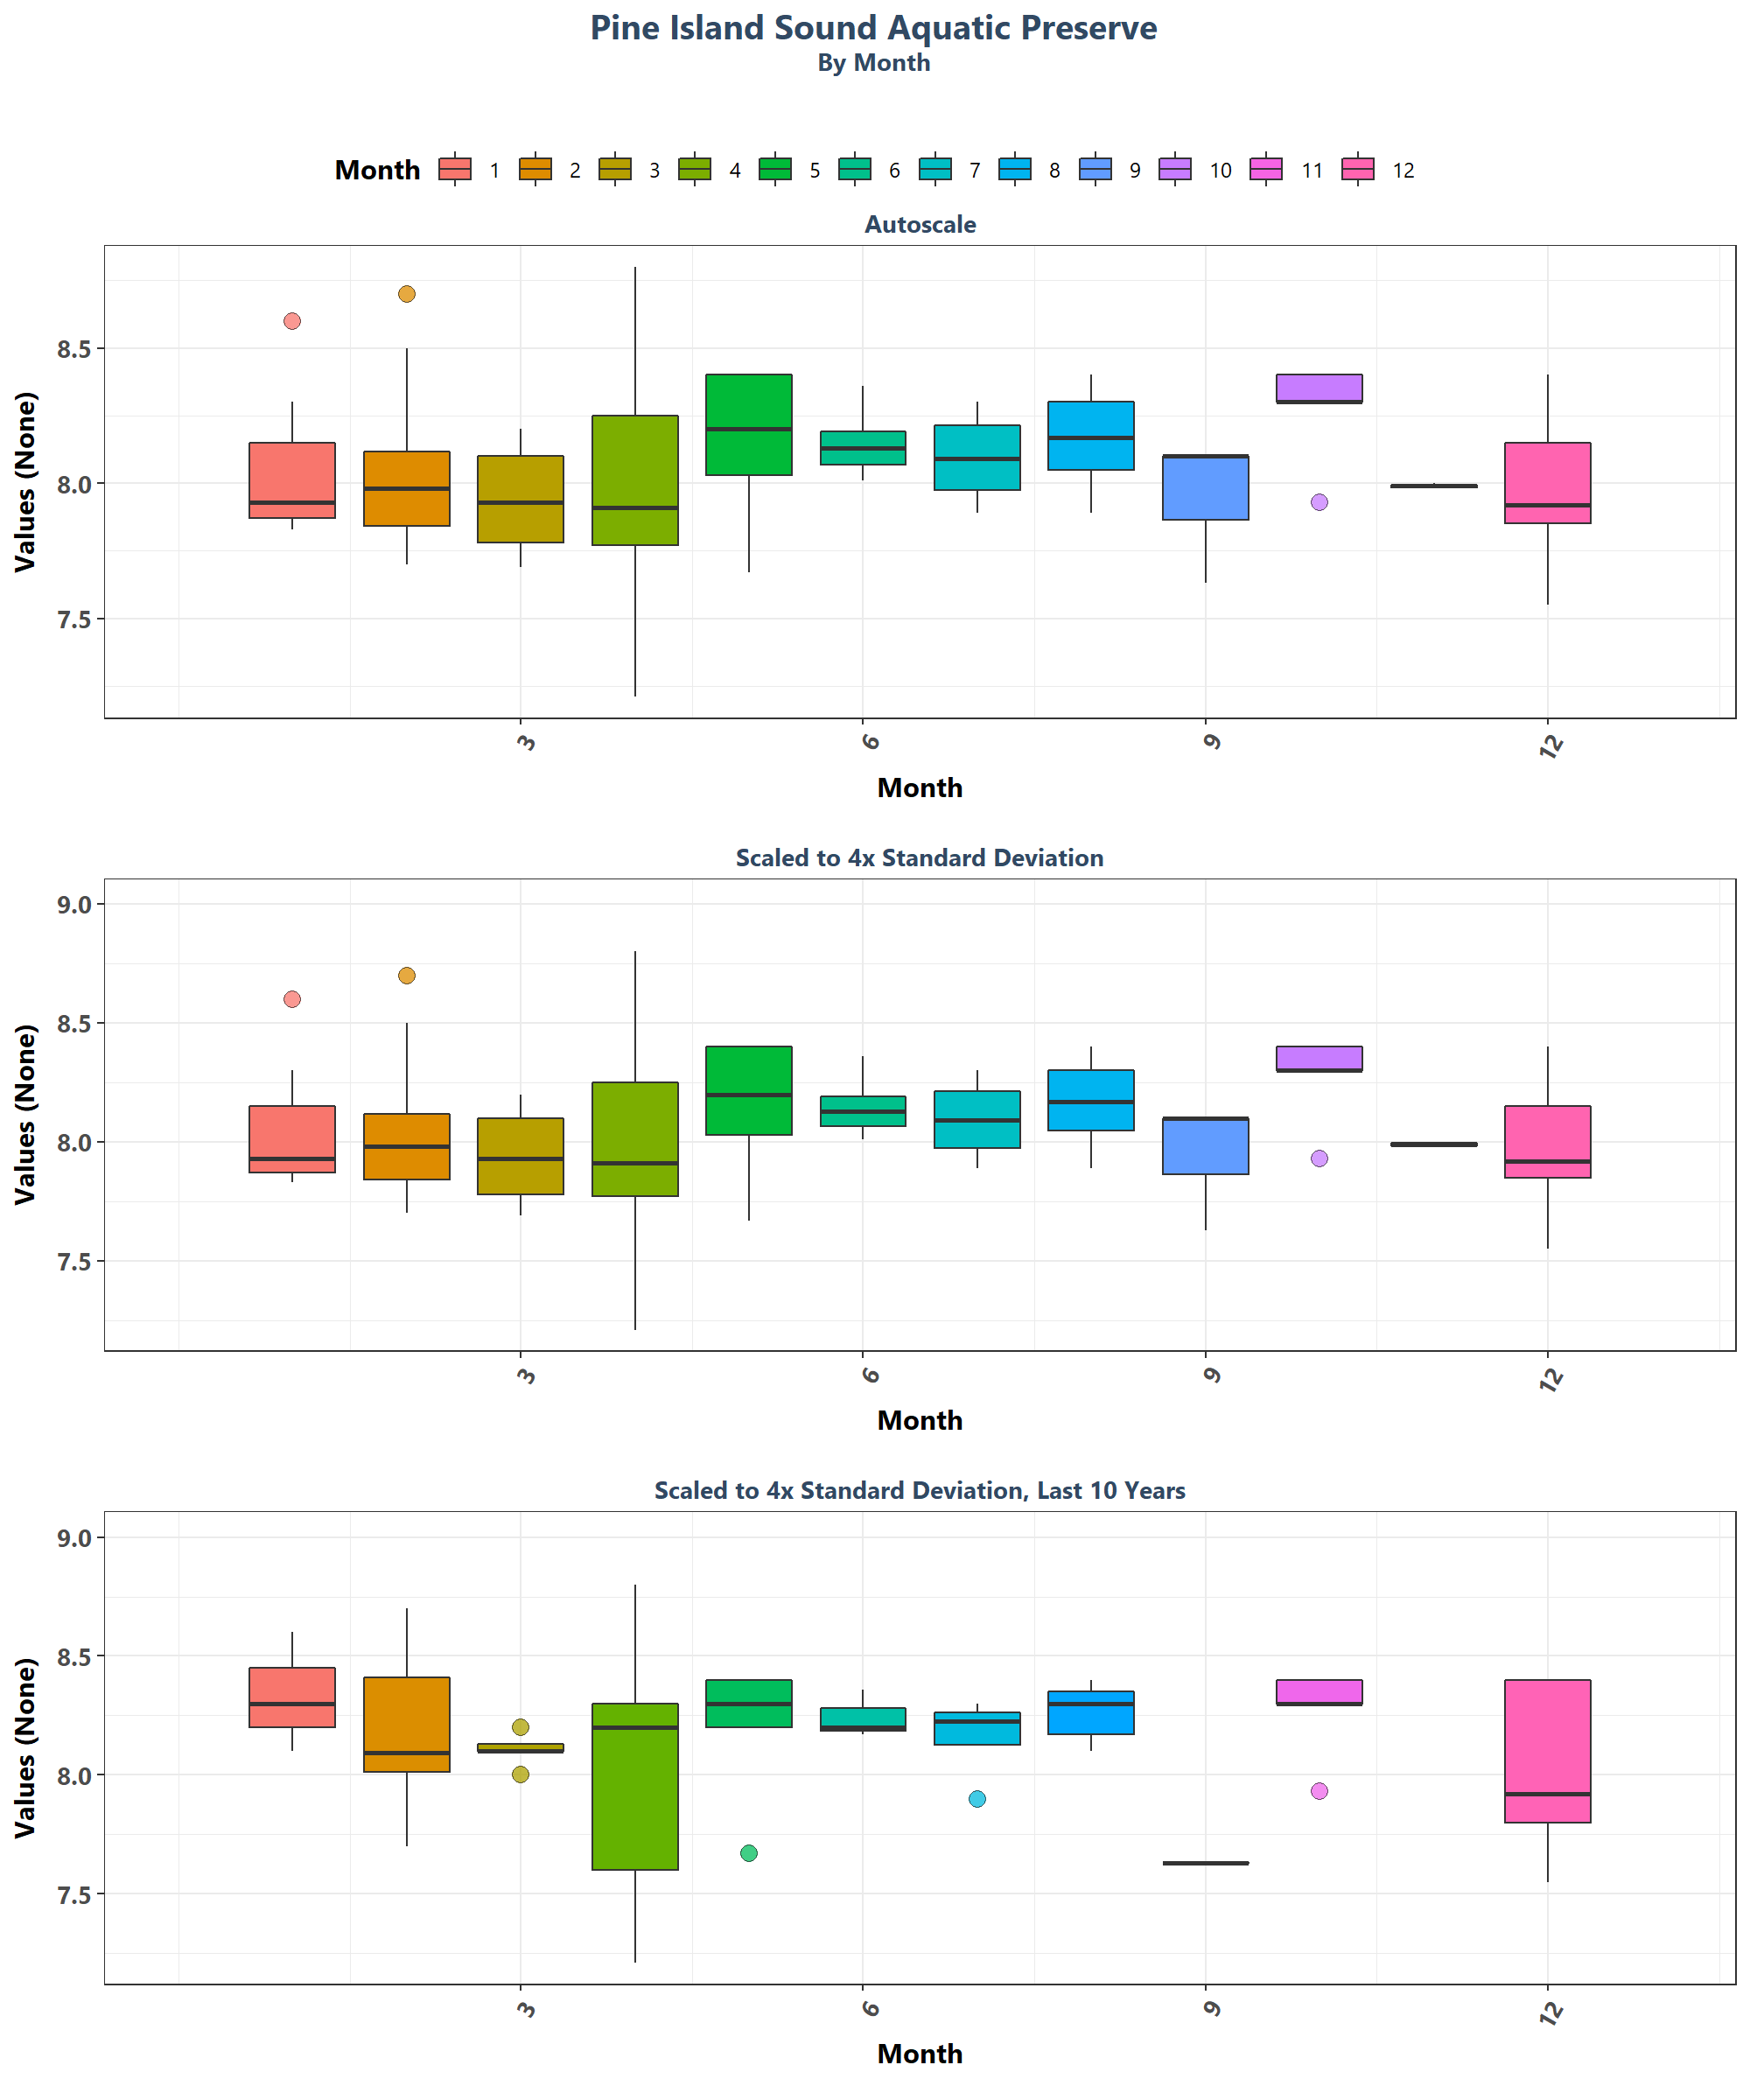 Pine Island Sound Aquatic Preserve
By Month
Month 1 2 3 4 5 6 7 8 9 10 11 12
Autoscale
Values (None)
8.5
8.0
7.5
3 6 9 12
Month
Scaled to 4x Standard Deviation
Values (None)
9.0
8.5
8.0
7.5
3 6 9 12
Month
Scaled to 4x Standard Deviation, Last 10 Years
Values (None)
9.0
8.5
8.0
7.5
3 6 9 12
Month